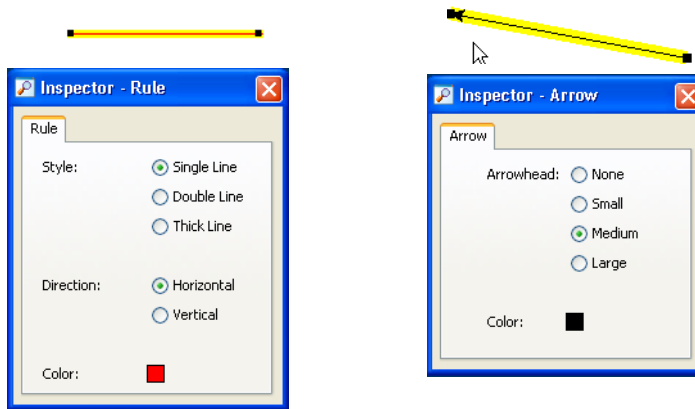 Inspector - Rule
Rule
Style:
Single Line
Double Line
Thick Line
Direction:
Horizontal
Vertical
Color:
Inspector - Arrow
Arrow
Arrowhead:
None
Small
Medium
Large
Color: